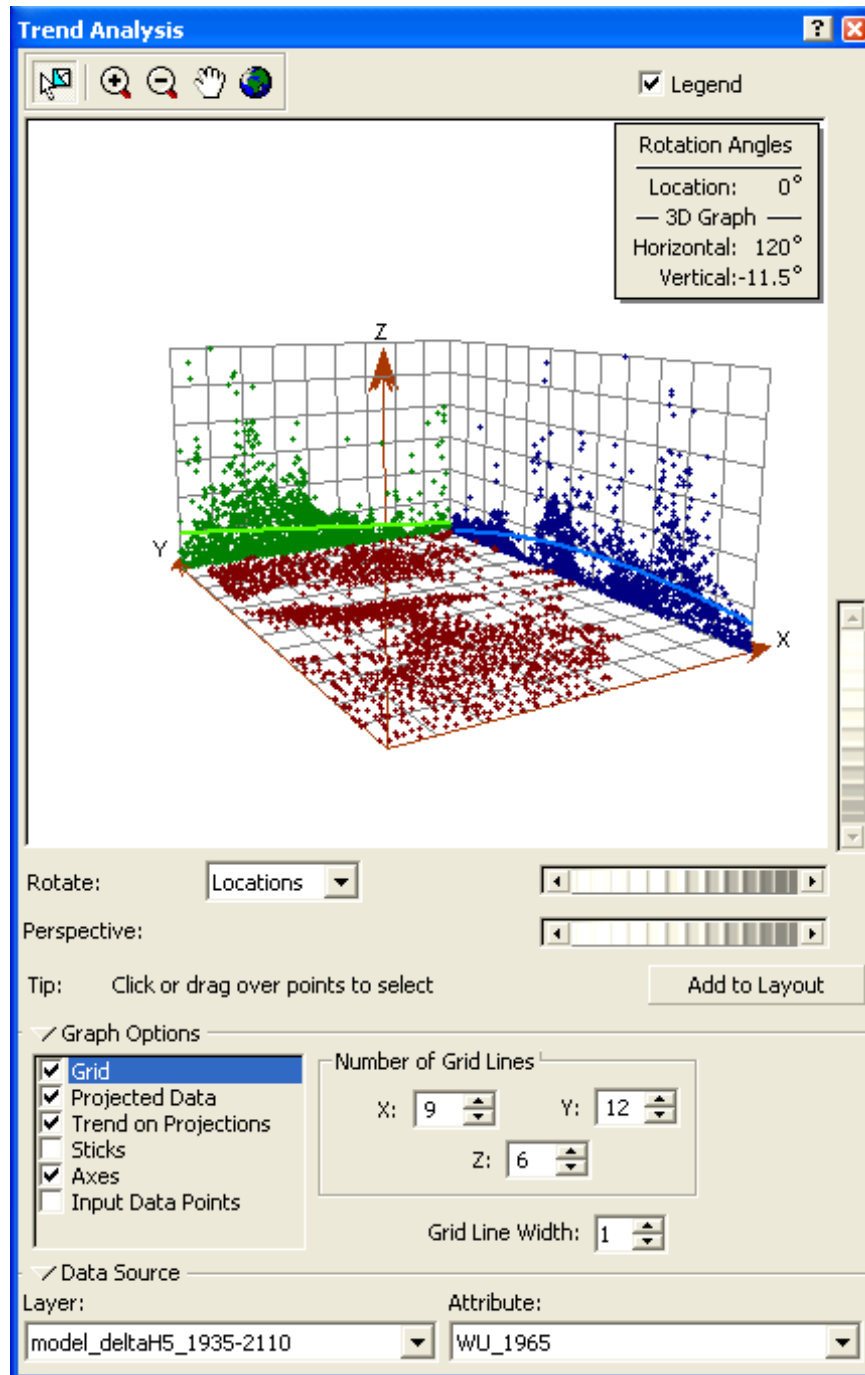 Trend Analysis
Legend
Rotation Angles
Location: 0°
3D Graph
Horizontal: 120°
Vertical:-11.5°
Z
Y
X
Rotate: Locations
Perspective:
Tip: Click or drag over points to select Add to Layout
Graph Options
Grid
Projected Data
Trend on Projections
Sticks
Axes
Input Data Points
Number of Grid Lines
X: 9 Y: 12
Z: 6
Grid Line Width: 1
Data Source
Layer: Attribute:
model_deltaH5_1935-2110 WU_1965